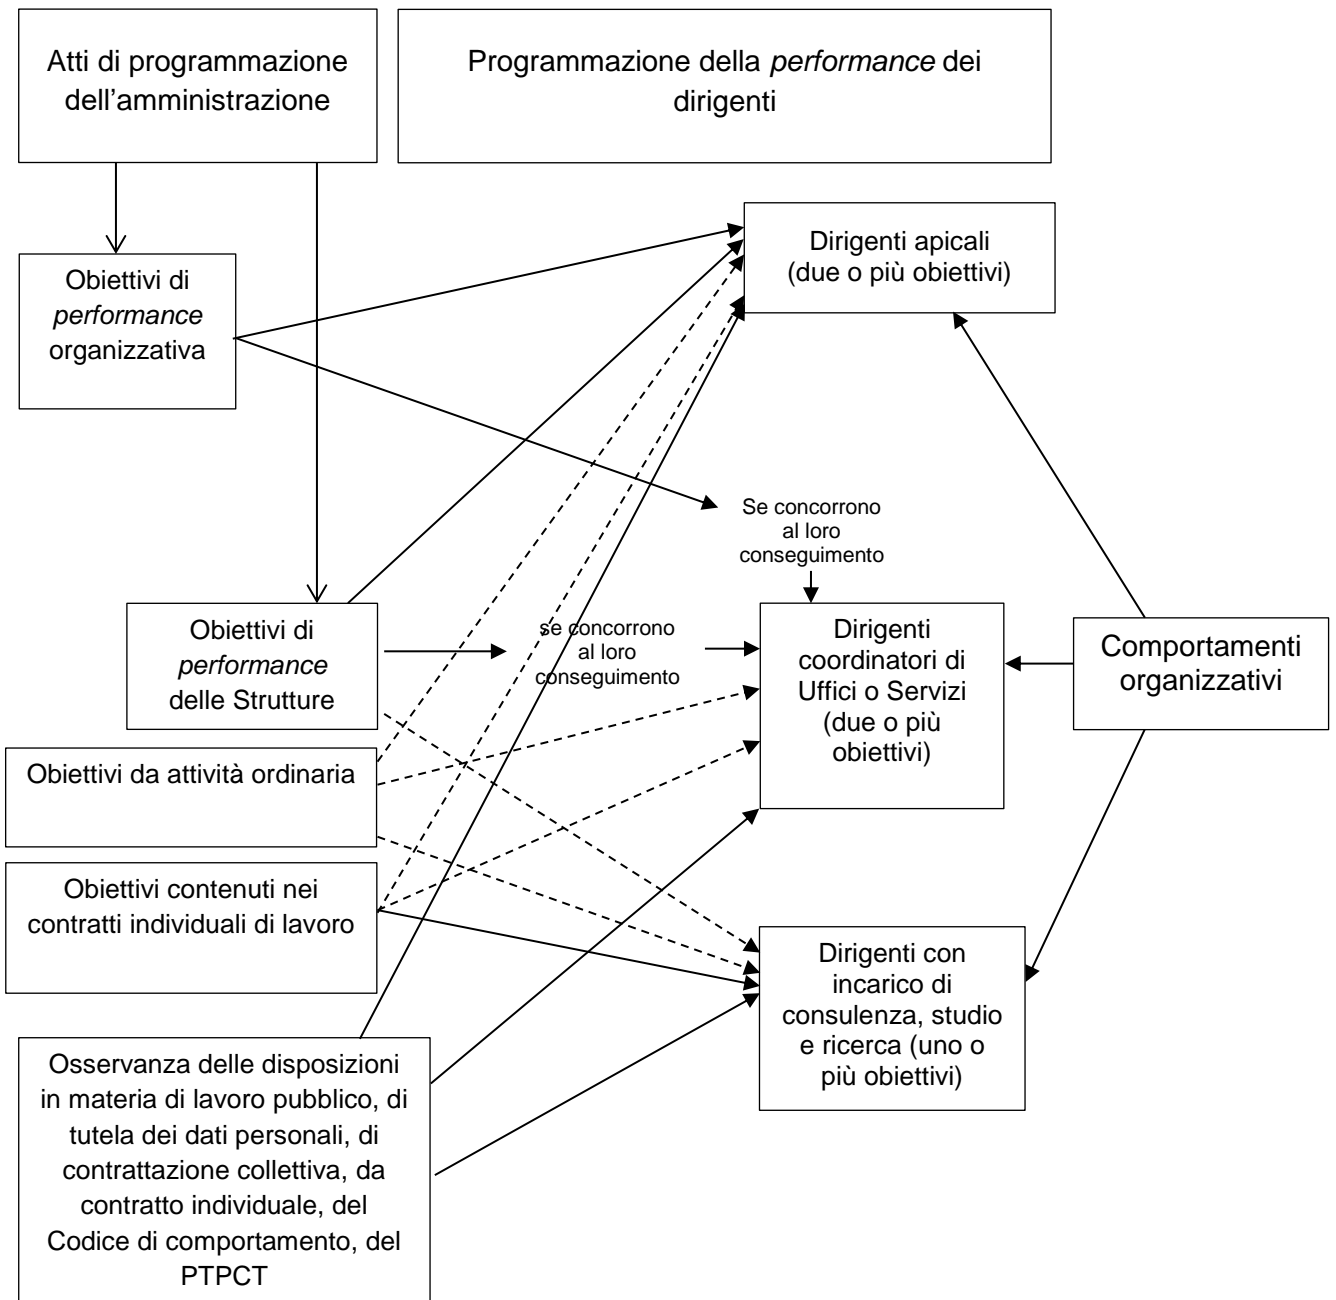 Atti di programmazione
dell’amministrazione
Programmazione della performance dei
dirigenti
Dirigenti apicali
(due o più obiettivi)
Obiettivi di
performance
organizzativa
Se concorrono
al loro
conseguimento
Obiettivi di
performance
delle Strutture
se concorrono
al loro
conseguimento
Dirigenti
coordinatori di
Uffici o Servizi
(due o più
obiettivi)
Comportamenti
organizzativi
Obiettivi da attività ordinaria
Obiettivi contenuti nei
contratti individuali di lavoro
Dirigenti con
incarico di
consulenza, studio
e ricerca (uno o
più obiettivi)
Osservanza delle disposizioni
in materia di lavoro pubblico, di
tutela dei dati personali, di
contrattazione collettiva, da
contratto individuale, del
Codice di comportamento, del
PTPCT